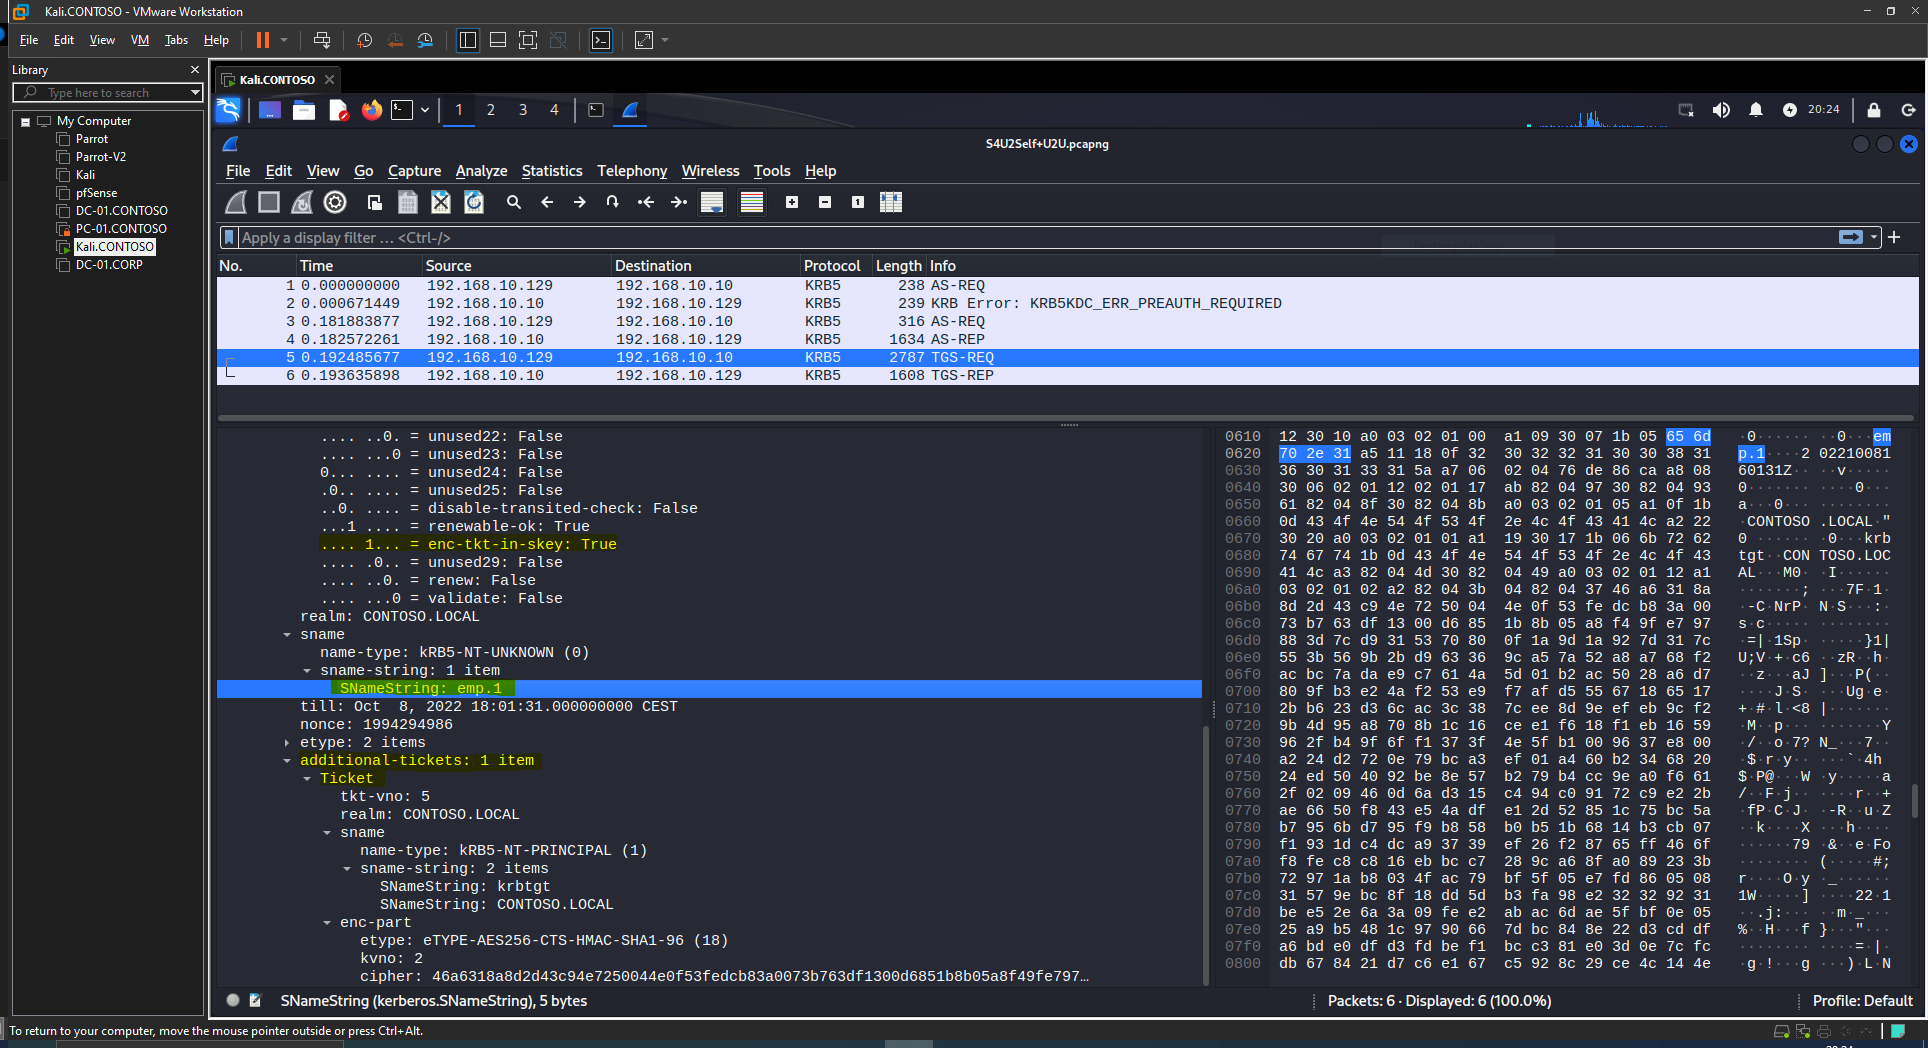 Kali.CONTOSO - VMware Workstation
File Edit View VM Tabs Help
Library
Type here to search
My Computer
Parrot
Parrot-V2
Kali
pfSense
DC-01.CONTOSO
PC-01.CONTOSO
Kali.CONTOSO
DC-01.CORP
Kali.CONTOSO
1 2 3 4
20:24
S4U2Self+U2U.pcapng
File Edit View Go Capture Analyze Statistics Telephony Wireless Tools Help
Apply a display filter … <Ctrl-/>
No. Time Source Destination Protocol Length Info
1 0.000000000 192.168.10.129 192.168.10.10 KRB5 238 AS-REQ
2 0.000671449 192.168.10.10 192.168.10.129 KRB5 239 KRB Error: KRB5KDC_ERR_PREAUTH_REQUIRED
3 0.181883877 192.168.10.129 192.168.10.10 KRB5 316 AS-REQ
4 0.182572261 192.168.10.10 192.168.10.129 KRB5 1634 AS-REP
5 0.192485677 192.168.10.129 192.168.10.10 KRB5 2787 TGS-REQ
6 0.193635898 192.168.10.10 192.168.10.129 KRB5 1608 TGS-REP
.... ..0. = unused22: False
.... ...0 = unused23: False
0... .... = unused24: False
.0.. .... = unused25: False
..0. .... = disable-transited-check: False
...1 .... = renewable-ok: True
.... 1... = enc-tkt-in-skey: True
.... .0.. = unused29: False
.... ..0. = renew: False
.... ...0 = validate: False
realm: CONTOSO.LOCAL
sname
name-type: kRB5-NT-UNKNOWN (0)
sname-string: 1 item
SNameString: emp.1
till: Oct  8, 2022 18:01:31.000000000 CEST
nonce: 1994294986
etype: 2 items
additional-tickets: 1 item
Ticket
tkt-vno: 5
realm: CONTOSO.LOCAL
sname
name-type: kRB5-NT-PRINCIPAL (1)
sname-string: 2 items
SNameString: krbtgt
SNameString: CONTOSO.LOCAL
enc-part
etype: eTYPE-AES256-CTS-HMAC-SHA1-96 (18)
kvno: 2
cipher: 46a6318a8d2d43c94e7250044e0f53fedcb83a0073b763df1300d6851b8b05a8f49fe797…
0610 12 30 10 a0 03 02 01 00 a1 09 30 07 1b 05 65 6d ·0······ ··0···em
0620 70 2e 31 a5 11 18 0f 32 30 32 32 31 30 30 38 31 p.1····2 02210081
0630 36 30 31 33 31 5a a7 06 02 04 76 de 86 ca a8 08 60131Z·· ··v·····
0640 30 06 02 01 12 02 01 17 ab 82 04 97 30 82 04 93 0······· ····0···
0650 61 82 04 8f 30 82 04 8b a0 03 02 01 05 a1 0f 1b a···0··· ········
0660 0d 43 4f 4e 54 4f 53 4f 2e 4c 4f 43 41 4c a2 22 ·CONTOSO .LOCAL·"
0670 30 20 a0 03 02 01 01 a1 19 30 17 1b 06 6b 72 62 0 ······ ·0···krb
0680 74 67 74 1b 0d 43 4f 4e 54 4f 53 4f 2e 4c 4f 43 tgt··CON TOSO.LOC
0690 41 4c a3 82 04 4d 30 82 04 49 a0 03 02 01 12 a1 AL···M0· ·I······
06a0 03 02 01 02 a2 82 04 3b 04 82 04 37 46 a6 31 8a ·······; ···7F·1·
06b0 8d 2d 43 c9 4e 72 50 04 4e 0f 53 fe dc b8 3a 00 ·-C·NrP· N·S···:·
06c0 73 b7 63 df 13 00 d6 85 1b 8b 05 a8 f4 9f e7 97 s·c····· ········
06d0 88 3d 7c d9 31 53 70 80 0f 1a 9d 1a 92 7d 31 7c ·=|·1Sp· ·····}1|
06e0 55 3b 56 9b 2b d9 63 36 9c a5 7a 52 a8 a7 68 f2 U;V·+·c6 ··zR··h·
06f0 ac bc 7a da e9 c7 61 4a 5d 01 b2 ac 50 28 a6 d7 ··z···aJ ]···P(··
0700 80 9f b3 e2 4a f2 53 e9 f7 af d5 55 67 18 65 17 ····J·S· ···Ug·e·
0710 2b b6 23 d3 6c ac 3c 38 7c ee 8d 9e ef eb 9c f2 +·#·l·<8 |·······
0720 9b 4d 95 a8 70 8b 1c 16 ce e1 f6 18 f1 eb 16 59 ·M··p··· ·······Y
0730 96 2f b4 9f 6f f1 37 3f 4e 5f b1 00 96 37 e8 00 ·/··o·7? N_···7··
0740 a2 24 d2 72 0e 79 bc a3 ef 01 a4 60 b2 34 68 20 ·$·r·y·· ···`·4h
0750 24 ed 50 40 92 be 8e 57 b2 79 b4 cc 9e a0 f6 61 $·P@···W ·y·····a
0760 2f 02 09 46 0d 6a d3 15 c4 94 c0 91 72 c9 e2 2b /··F·j·· ····r··+
0770 ae 66 50 f8 43 e5 4a df e1 2d 52 85 1c 75 bc 5a ·fP·C·J· ·-R··u·Z
0780 b7 95 6b d7 95 f9 b8 58 b0 b5 1b 68 14 b3 cb 07 ··k····X ···h····
0790 f1 93 1d c4 dc a9 37 39 ef 26 f2 87 65 ff 46 6f ······79 ·&··e·Fo
07a0 f8 fe c8 c8 16 eb bc c7 28 9c a6 8f a0 89 23 3b ········ (·····#;
07b0 72 97 1a b8 03 4f ac 79 bf 5f 05 e7 fd 86 05 08 r····O·y ·_······
07c0 31 57 9e bc 8f 18 dd 5d b3 fa 98 e2 32 32 92 31 1W·····] ····22·1
07d0 be e5 2e 6a 3a 09 fe e2 ab ac 6d ae 5f bf 0e 05 ··.j:··· ··m·_···
07e0 25 a9 b5 48 1c 97 90 66 7d bc 84 8e 22 d3 cd df %··H···f }···"···
07f0 a6 bd e0 df d3 fd be f1 bc c3 81 e0 3d 0e 7c fc ········ ····=·|·
0800 db 67 84 21 d7 c6 e1 67 c5 92 8c 29 ce 4c 14 4e ·g·!···g ···)·L·N
SNameString (kerberos.SNameString), 5 bytes
Packets: 6 · Displayed: 6 (100.0%)
Profile: Default
To return to your computer, move the mouse pointer outside or press Ctrl+Alt.